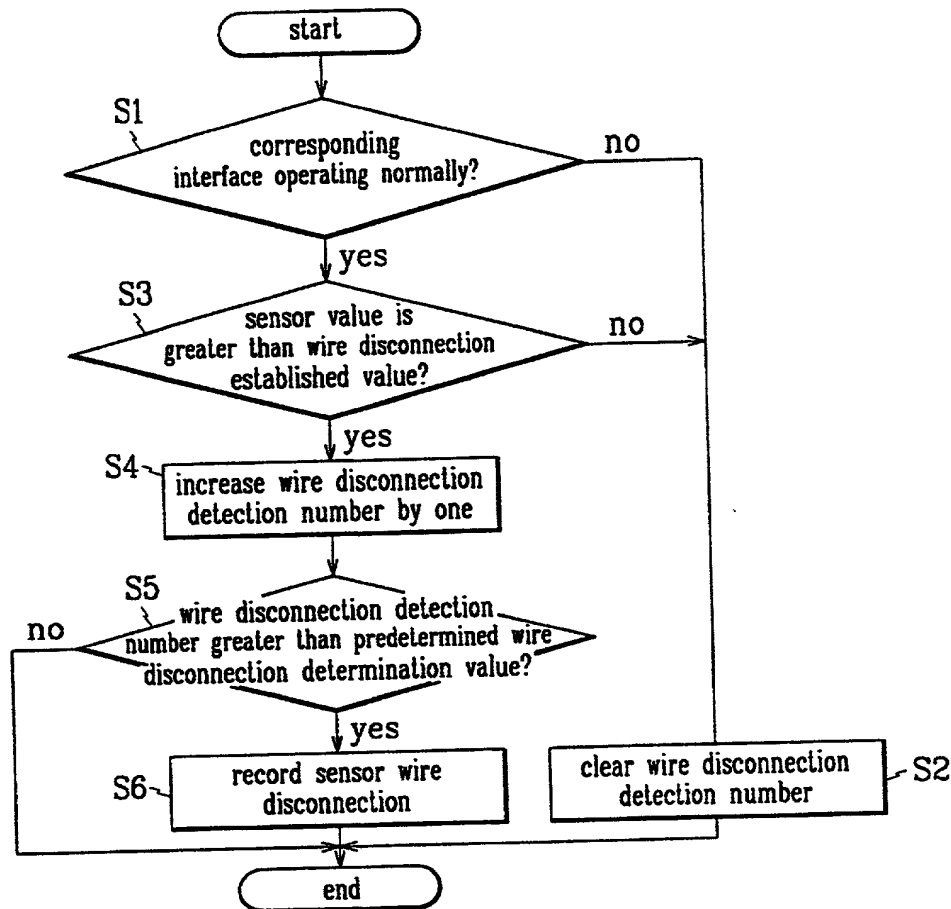 start
S1
corresponding
interface operating normally?
no
yes
S3
sensor value is
greater than wire disconnection
established value?
no
yes
S4
increase wire disconnection
detection number by one
S5
wire disconnection detection
number greater than predetermined wire
disconnection determination value?
no
yes
S6
record sensor wire
disconnection
clear wire disconnection
detection number
S2
end